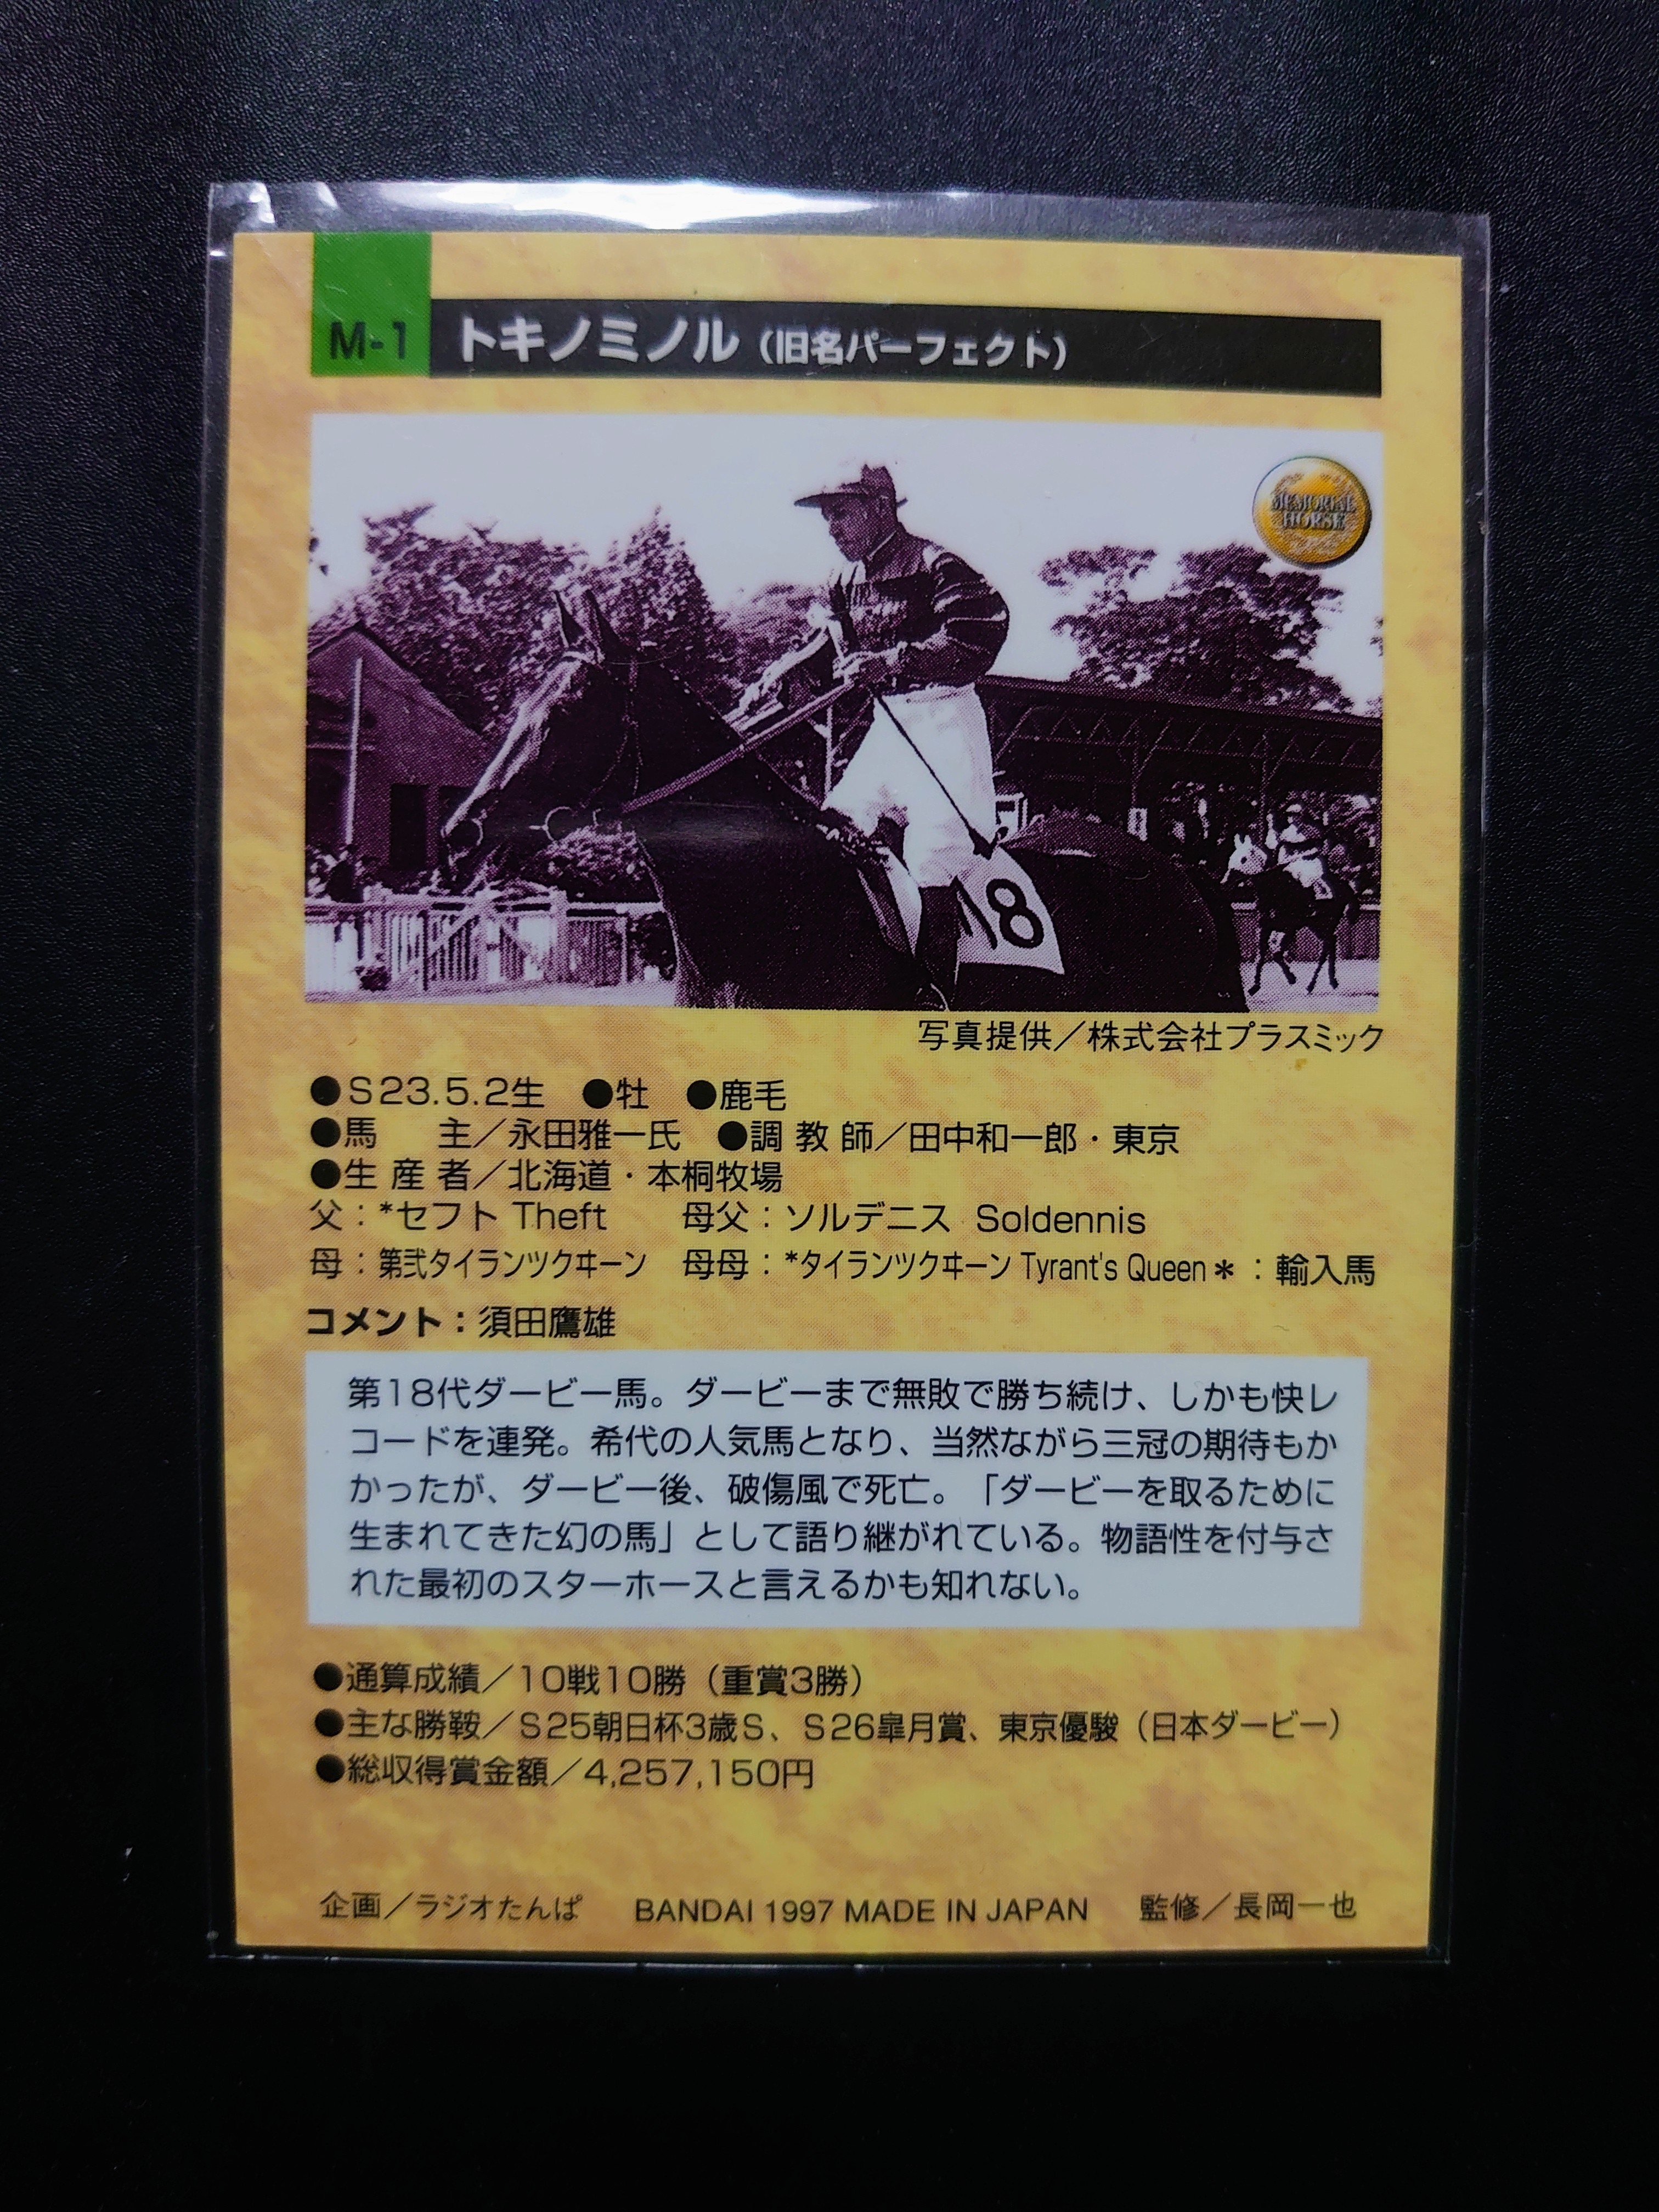 M-1 トキノミノル（旧名パーフェクト）
MEMORIAL
HORSE
18
写真提供／株式会社プラスミック
●S23.5.2生 ●牡 ●鹿毛
●馬 主／永田雅一氏 ●調教師／田中和一郎・東京
●生産者／北海道・本桐牧場
父：*セフト Theft 母父：ソルデニス Soldennis
母：第弐タイランツクヰーン 母母：*タイランツクヰーン Tyrant's Queen＊：輸入馬
コメント：須田鷹雄
第18代ダービー馬。ダービーまで無敗で勝ち続け、しかも快レ
コードを連発。希代の人気馬となり、当然ながら三冠の期待もか
かったが、ダービー後、破傷風で死亡。「ダービーを取るために
生まれてきた幻の馬」として語り継がれている。物語性を付与さ
れた最初のスターホースと言えるかも知れない。
●通算成績／10戦10勝（重賞3勝）
●主な勝鞍／S25朝日杯3歳S、S26皐月賞、東京優駿（日本ダービー）
●総収得賞金額／4,257,150円
企画／ラジオたんぱ BANDAI 1997 MADE IN JAPAN 監修／長岡一也